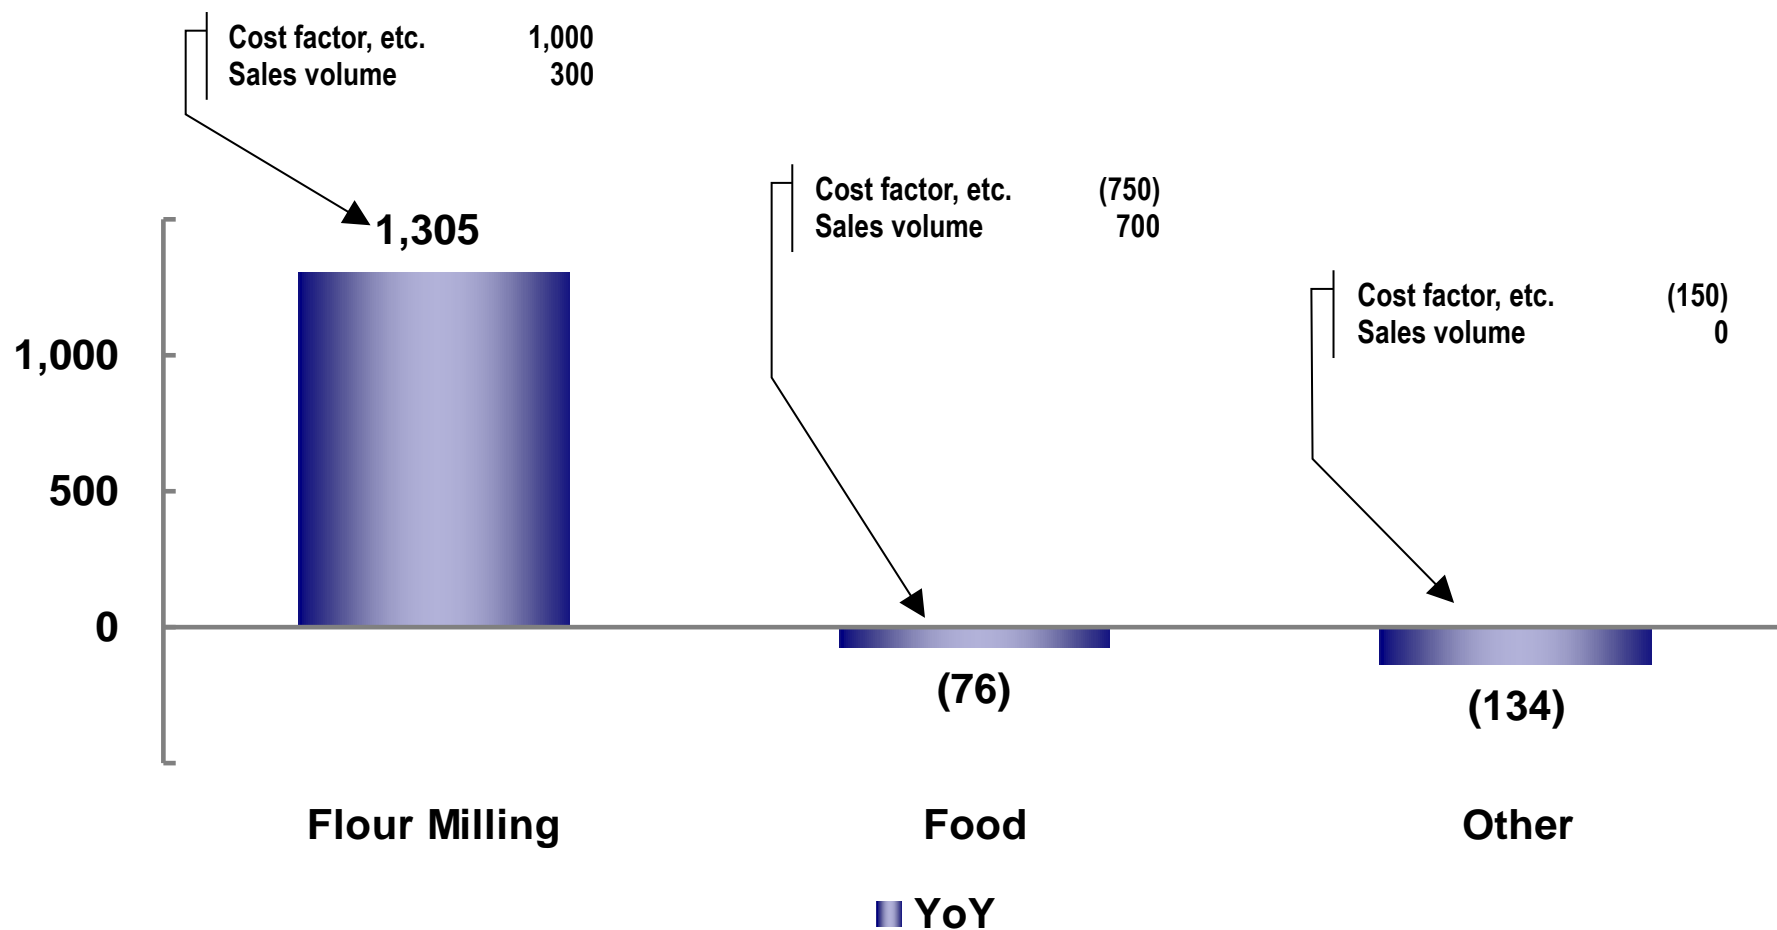 Cost factor, etc. 1,000
Sales volume 300
Cost factor, etc. (750)
Sales volume 700
1,305
Cost factor, etc. (150)
Sales volume 0
1,000
500
0
(76)
(134)
Flour Milling Food Other
YoY